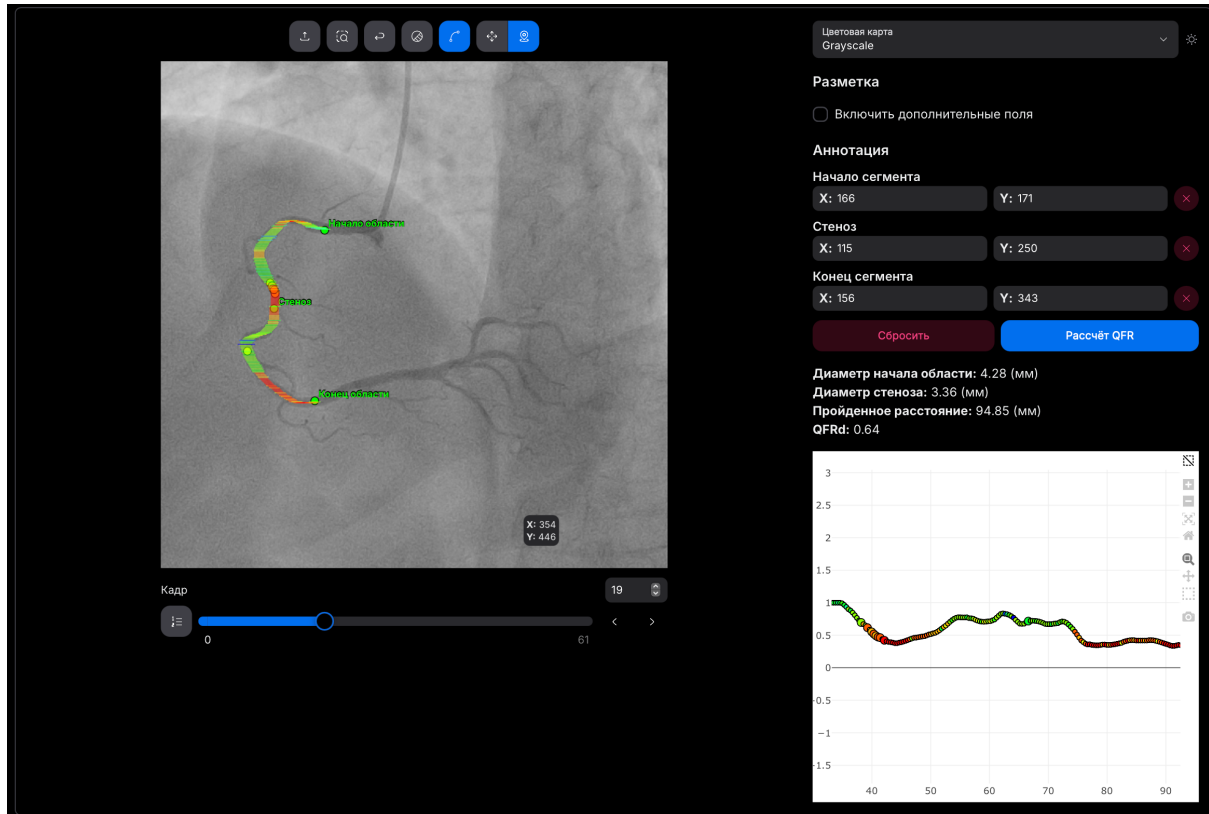 Цветовая карта
Grayscale
Разметка
Включить дополнительные поля
Аннотация
Начало сегмента
X: 166 Y: 171
Стеноз
X: 115 Y: 250
Конец сегмента
X: 156 Y: 343
Сбросить Рассчёт QFR
Диаметр начала области: 4.28 (мм)
Диаметр стеноза: 3.36 (мм)
Пройденное расстояние: 94.85 (мм)
QFRd: 0.64
Начало области
Стеноз
Конец области
X: 354
Y: 446
Кадр
19
0 61
3
2.5
2
1.5
1
0.5
0
-0.5
−1
-1.5
40 50 60 70 80 90